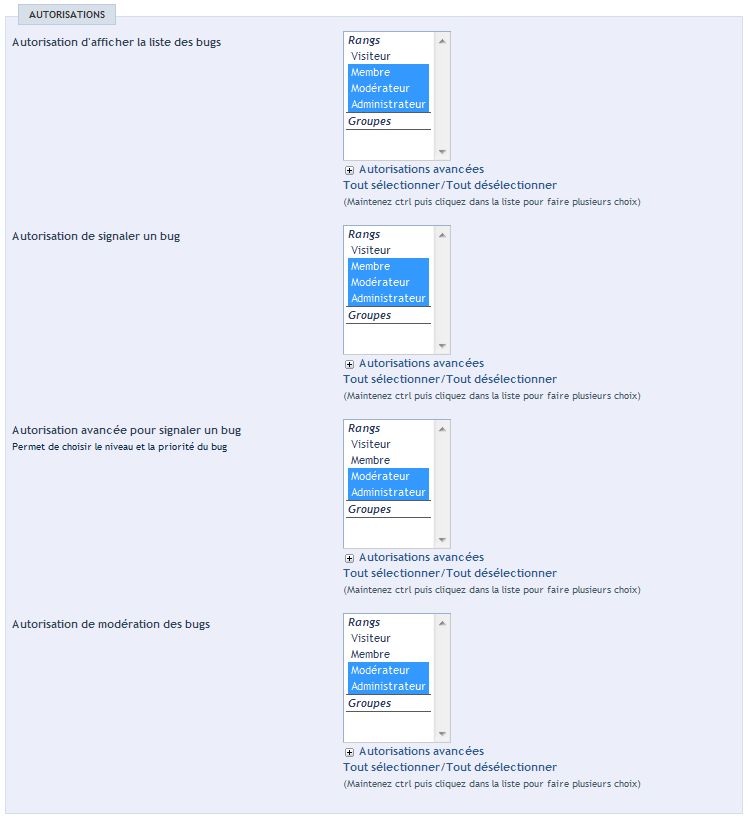 AUTORISATIONS
Autorisation d'afficher la liste des bugs
Rangs
Visiteur
Membre
Modérateur
Administrateur
Groupes
Autorisations avancées
Tout sélectionner/Tout désélectionner
(Maintenez ctrl puis cliquez dans la liste pour faire plusieurs choix)
Autorisation de signaler un bug
Rangs
Visiteur
Membre
Modérateur
Administrateur
Groupes
Autorisations avancées
Tout sélectionner/Tout désélectionner
(Maintenez ctrl puis cliquez dans la liste pour faire plusieurs choix)
Autorisation avancée pour signaler un bug
Permet de choisir le niveau et la priorité du bug
Rangs
Visiteur
Membre
Modérateur
Administrateur
Groupes
Autorisations avancées
Tout sélectionner/Tout désélectionner
(Maintenez ctrl puis cliquez dans la liste pour faire plusieurs choix)
Autorisation de modération des bugs
Rangs
Visiteur
Membre
Modérateur
Administrateur
Groupes
Autorisations avancées
Tout sélectionner/Tout désélectionner
(Maintenez ctrl puis cliquez dans la liste pour faire plusieurs choix)